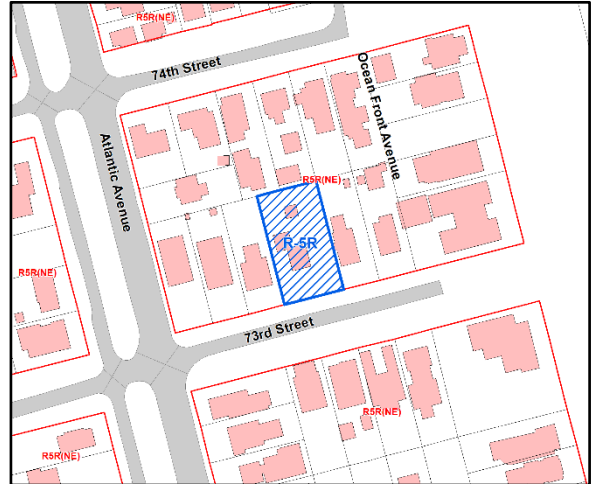 R5R(NE)
74th Street
Ocean Front Avenue
Atlantic Avenue
R5R(NE)
R-5R
R5R(NE)
73rd Street
R5R(NE)
R5R(NE)